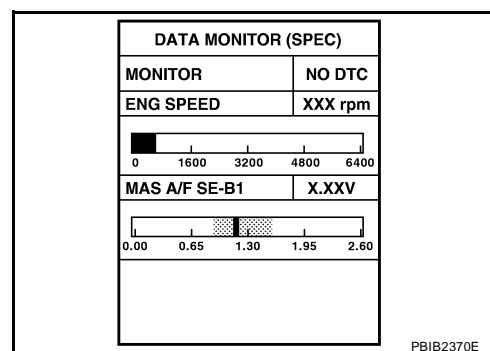 DATA MONITOR (SPEC)
MONITOR NO DTC
ENG SPEED XXX rpm
0 1600 3200 4800 6400
MAS A/F SE-B1 X.XXV
0.00 0.65 1.30 1.95 2.60
PBIB2370E